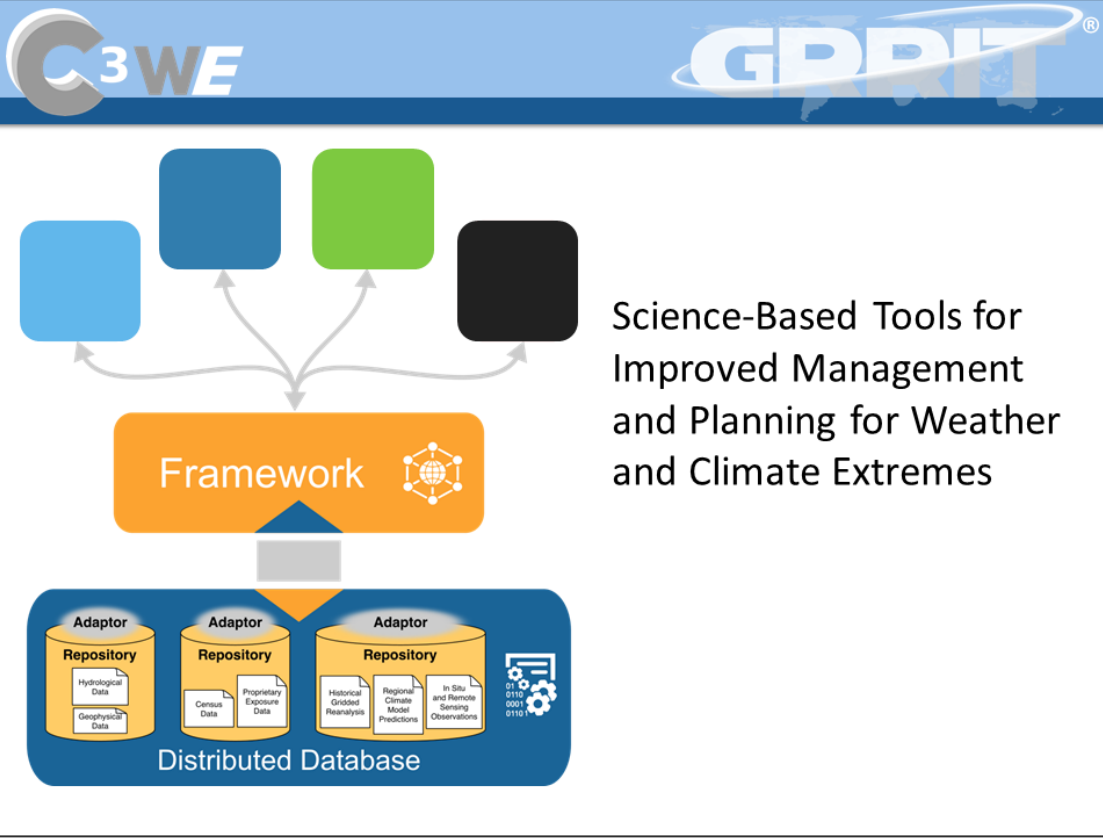 C3WE
GRRIT®
Science-Based Tools for
Improved Management
and Planning for Weather
and Climate Extremes
Framework
Adaptor
Repository
Hydrological
Data
Geophysical
Data
Adaptor
Repository
Census
Data
Proprietary
Exposure
Data
Adaptor
Repository
Historical
Gridded
Reanalysis
Regional
Climate
Model
Predictions
In Situ
and Remote
Sensing
Observations
01
0110
0001
01101
Distributed Database